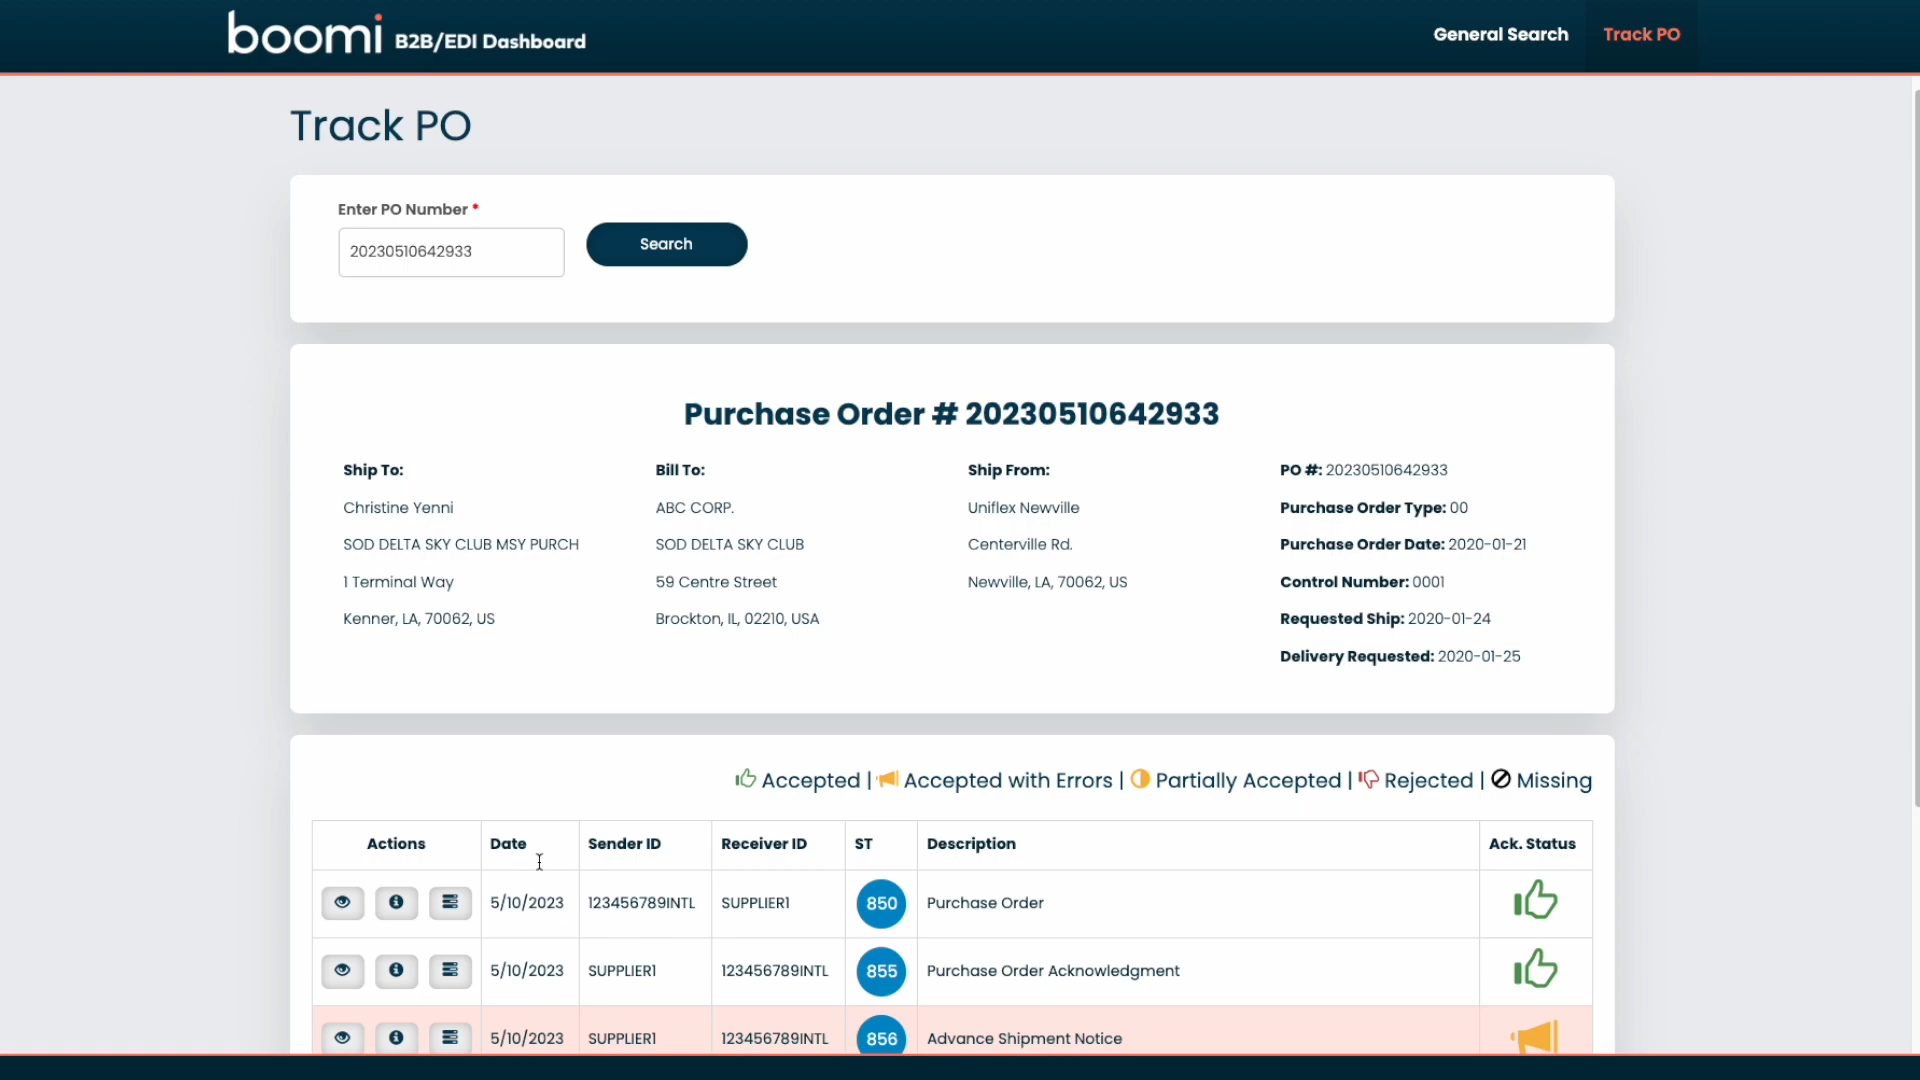 boomi B2B/EDI Dashboard
General Search
Track PO
Track PO
Enter PO Number *
20230510642933
Search
Purchase Order # 20230510642933
Ship To:
Christine Yenni
SOD DELTA SKY CLUB MSY PURCH
1 Terminal Way
Kenner, LA, 70062, US
Bill To:
ABC CORP.
SOD DELTA SKY CLUB
59 Centre Street
Brockton, IL, 02210, USA
Ship From:
Uniflex Newville
Centerville Rd.
Newville, LA, 70062, US
PO #: 20230510642933
Purchase Order Type: 00
Purchase Order Date: 2020-01-21
Control Number: 0001
Requested Ship: 2020-01-24
Delivery Requested: 2020-01-25
Accepted | Accepted with Errors | Partially Accepted | Rejected | Missing
Actions Date Sender ID Receiver ID ST Description Ack. Status
5/10/2023 123456789INTL SUPPLIER1 850 Purchase Order
5/10/2023 SUPPLIER1 123456789INTL 855 Purchase Order Acknowledgment
5/10/2023 SUPPLIER1 123456789INTL 856 Advance Shipment Notice